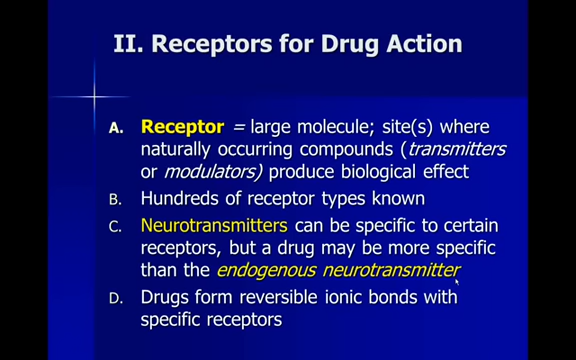 II. Receptors for Drug Action
A. Receptor = large molecule; site(s) where
naturally occurring compounds (transmitters
or modulators) produce biological effect
B. Hundreds of receptor types known
C. Neurotransmitters can be specific to certain
receptors, but a drug may be more specific
than the endogenous neurotransmitter
D. Drugs form reversible ionic bonds with
specific receptors